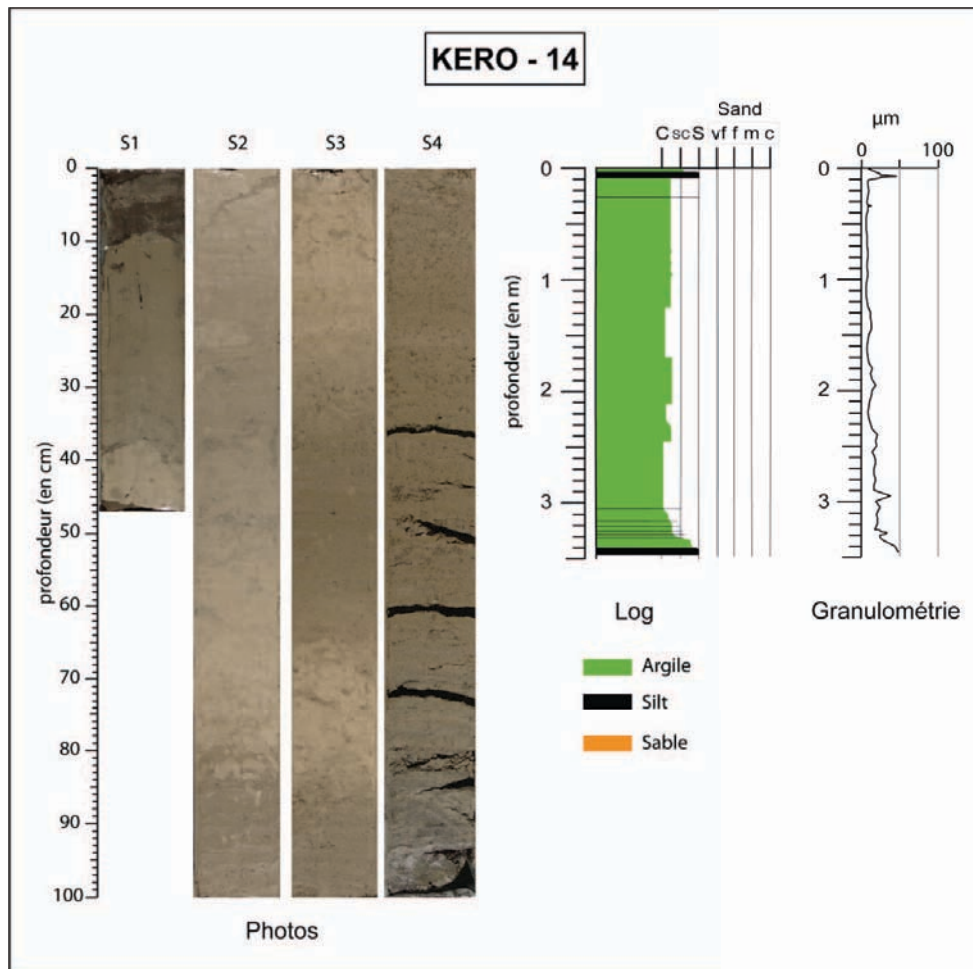 KERO - 14
S1 S2 S3 S4
profondeur (en cm)
0
10
20
30
40
50
60
70
80
90
100
Photos
Sand
C sc S vf f m c
profondeur (en m)
0
1
2
3
Log
Argile
Silt
Sable
µm
0 100
0
1
2
3
Granulométrie